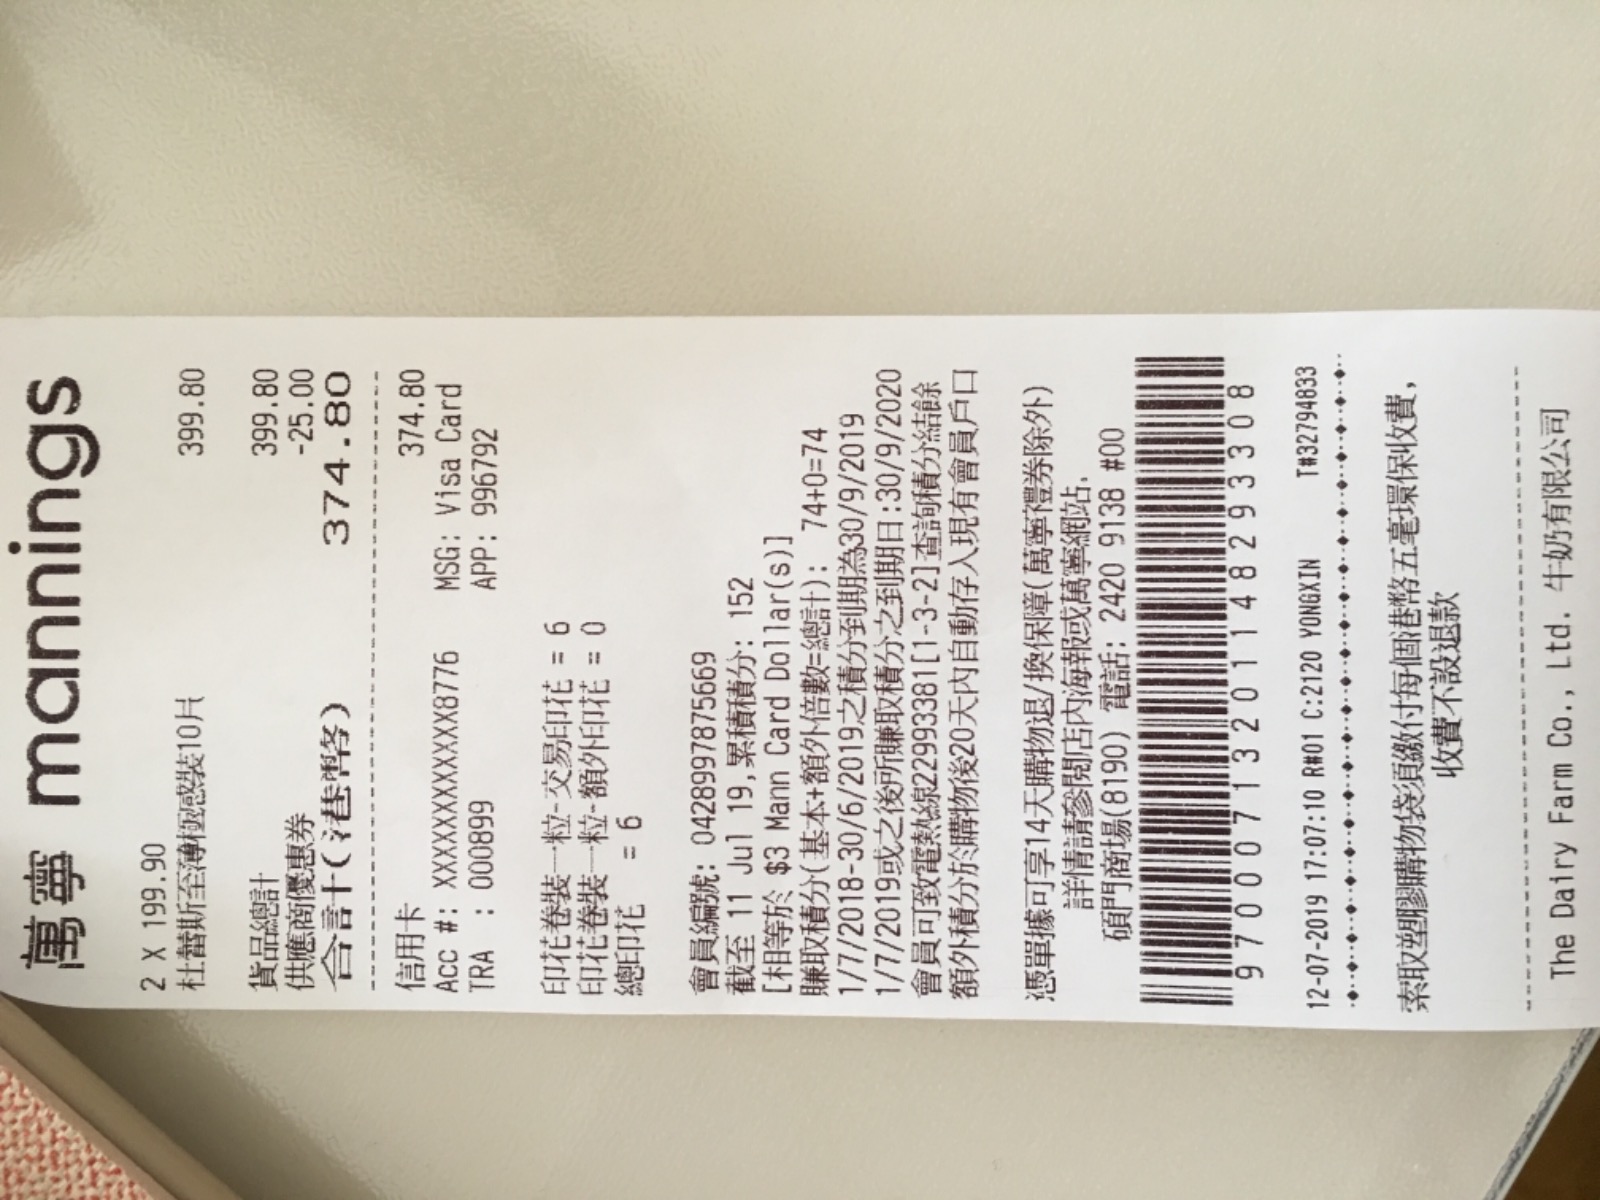 萬寧 mannings
2 X 199.90
杜蕾斯至薄極感裝10片 399.80
貨品總計 399.80
供應商優惠券 -25.00
合計(港幣) 374.80
信用卡 374.80
ACC #: XXXXXXXXXXXX8776 MSG: Visa Card
TRA : 000899 APP: 996792
印花卷裝一粒-交易印花 = 6
印花卷裝一粒-額外印花 = 0
總印花 = 6
會員編號: 0428997875669
截至 11 Jul 19,累積積分: 152
[相等於 $3 Mann Card Dollar(s)]
賺取積分(基本+額外倍數=總計): 74+0=74
1/7/2018-30/6/2019之積分到期為30/9/2019
1/7/2019或之後所賺取積分之到期日:30/9/2020
會員可致電熱線22993381[1-3-2]查詢積分結餘
額外積分於購物後20天內自動存入現有會員戶口
憑單據可享14天購物退/換保障(萬寧禮券除外)
詳情請參閱店內海報或萬寧網站.
碩門商場(8190) 電話: 2420 9138 #00
9700071320114829 3308
12-07-2019 17:07:10 R#01 C:2120 YONGXIN T#32794833
索取塑膠購物袋須繳付每個港幣五毫環保收費,
收費不設退款
The Dairy Farm Co., Ltd. 牛奶有限公司